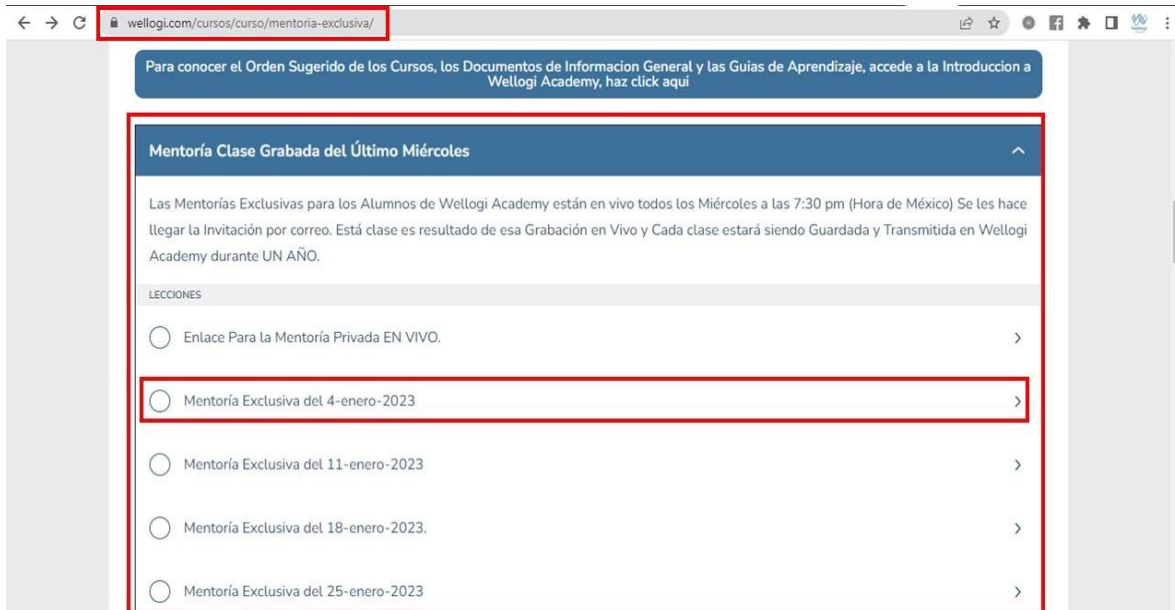 wellogi.com/cursos/curso/mentoria-exclusiva/
Para conocer el Orden Sugerido de los Cursos, los Documentos de Informacion General y las Guias de Aprendizaje, accede a la Introduccion a
Wellogi Academy, haz click aqui
Mentoría Clase Grabada del Último Miércoles
Las Mentorías Exclusivas para los Alumnos de Wellogi Academy están en vivo todos los Miércoles a las 7:30 pm (Hora de México) Se les hace
llegar la Invitación por correo. Está clase es resultado de esa Grabación en Vivo y Cada clase estará siendo Guardada y Transmitida en Wellogi
Academy durante UN AÑO.
LECCIONES
Enlace Para la Mentoría Privada EN VIVO.
Mentoría Exclusiva del 4-enero-2023
Mentoría Exclusiva del 11-enero-2023
Mentoría Exclusiva del 18-enero-2023.
Mentoría Exclusiva del 25-enero-2023